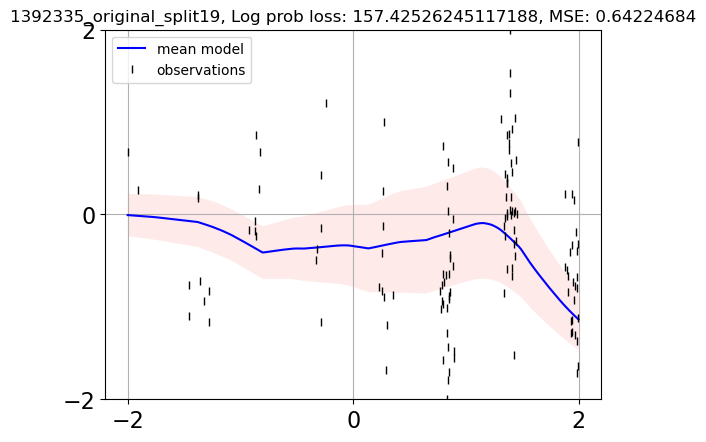 1392335_original_split19, Log prob loss: 157.42526245117188, MSE: 0.64224684
mean model
observations
2
0
−2
−2
0
2